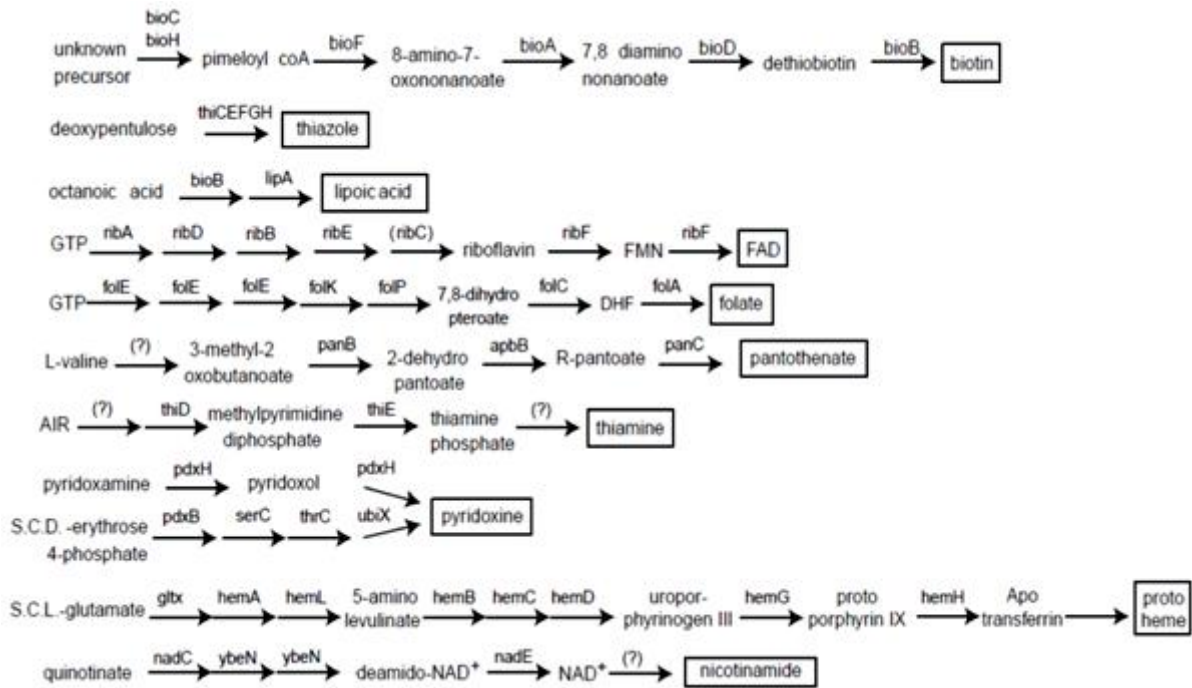 bioC
unknown bioH bioF 8-amino-7- bioA 7,8 diamino bioD bioB
precursor pimeloyl coA oxononanoate nonanoate dethiobiotin biotin
thiCEFGH
deoxypentulose thiazole
bioB lipA
octanoic acid lipoic acid
ribA ribD ribB ribE (ribC) ribF ribF
GTP riboflavin FMN FAD
folE folE folE folK folP 7,8-dihydro folC folA
GTP pteroate DHF folate
(?) 3-methyl-2 panB 2-dehydro apbB panC
L-valine oxobutanoate pantoate R-pantoate pantothenate
(?) thiD methylpyrimidine thiE thiamine (?)
AIR diphosphate phosphate thiamine
pdxH pdxH
pyridoxamine pyridoxol
pyridoxine
S.C.D. -erythrose pdxB serC thrC ubiX
4-phosphate
gltx hemA hemL 5-amino hemB hemC hemD uropor- hemG proto hemH Apo proto
S.C.L.-glutamate levulinate phyrinogen III porphyrin IX transferrin heme
nadC ybeN ybeN nadE (?)
quinotinate deamido-NAD+ NAD+ nicotinamide